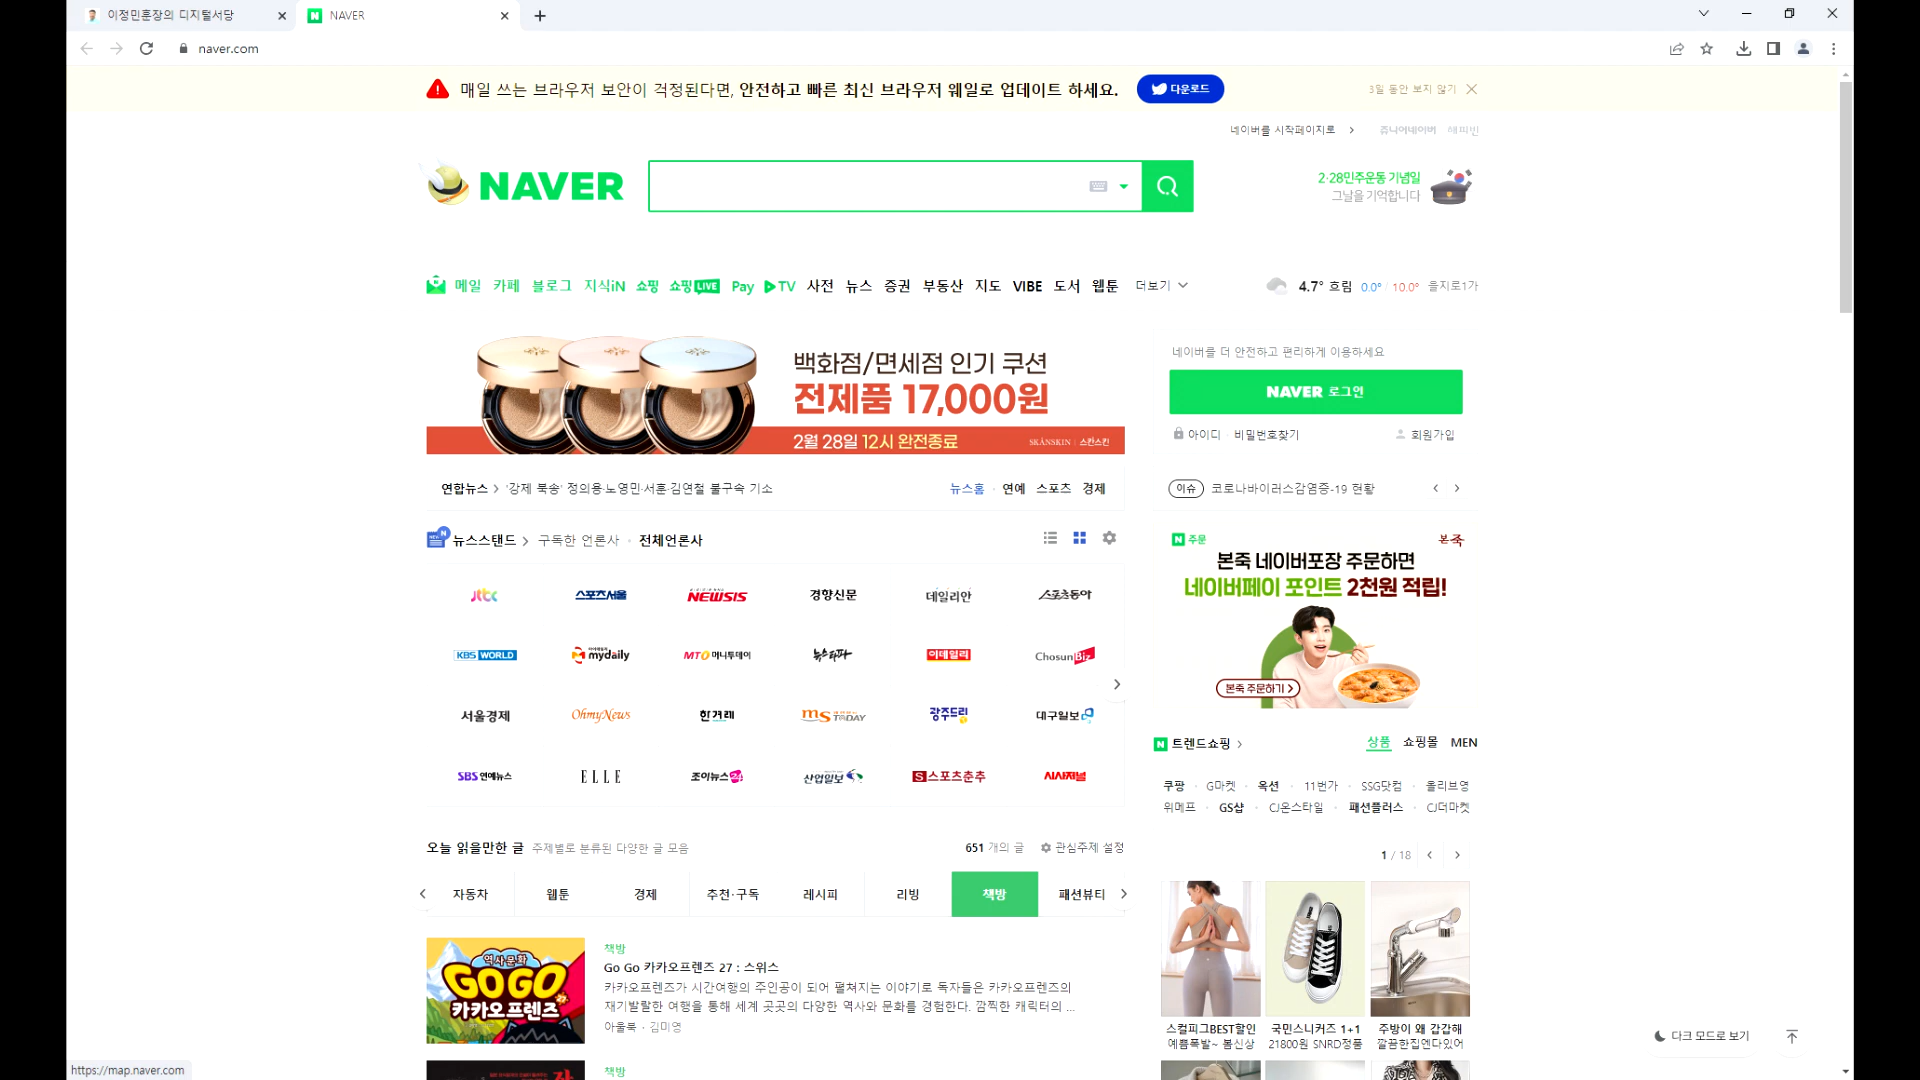 이정민훈장의 디지털서당
NAVER
naver.com
매일 쓰는 브라우저 보안이 걱정된다면, 안전하고 빠른 최신 브라우저 웨일로 업데이트 하세요.
다운로드
3일 동안 보지 않기
네이버를 시작페이지로
쥬니어네이버 해피빈
NAVER
2·28민주운동 기념일
그날을 기억합니다
메일 카페 블로그 지식iN 쇼핑 쇼핑LIVE Pay TV 사전 뉴스 증권 부동산 지도 VIBE 도서 웹툰 더보기
4.7° 흐림 0.0° / 10.0° 을지로1가
백화점/면세점 인기 쿠션
전제품 17,000원
2월 28일 12시 완전종료
SKÅNSKIN | 스칸스킨
네이버를 더 안전하고 편리하게 이용하세요
NAVER 로그인
아이디 · 비밀번호찾기
회원가입
연합뉴스 > '강제 북송' 정의용·노영민·서훈·김연철 불구속 기소
뉴스홈 · 연예 스포츠 경제
이슈 코로나바이러스감염증-19 현황
뉴스스탠드 > 구독한 언론사 · 전체언론사
jtbc 스포츠서울 NEWSIS 경향신문 데일리안 스포츠동아
KBS WORLD mydaily MTN 머니투데이 뉴스타파 이데일리 ChosunBiz
서울경제 OhmyNews 한겨레 MS TODAY 광주드림 대구일보
SBS 연예뉴스 ELLE 조이뉴스24 산업일보 스포츠춘추 시사저널
N 주문
본죽
본죽 네이버포장 주문하면
네이버페이 포인트 2천원 적립!
본죽 주문하기 >
트렌드쇼핑 >
상품 쇼핑몰 MEN
쿠팡 · G마켓 · 옥션 · 11번가 · SSG닷컴 · 올리브영
위메프 · GS샵 · CJ온스타일 · 패션플러스 · CJ더마켓
1 / 18
오늘 읽을만한 글 주제별로 분류된 다양한 글 모음
651 개의 글
관심주제 설정
자동차 웹툰 경제 추천·구독 레시피 리빙 책방 패션뷰티
역사문화
GO GO
카카오프렌즈
책방
Go Go 카카오프렌즈 27 : 스위스
카카오프렌즈가 시간여행의 주인공이 되어 펼쳐지는 이야기로 독자들은 카카오프렌즈의
재기발랄한 여행을 통해 세계 곳곳의 다양한 역사와 문화를 경험한다. 깜찍한 캐릭터의 ...
아울북 · 김미영
책방
스컬피그BEST할인
예쁨폭발~ 봄신상
국민스니커즈 1+1
21800원 SNRD정품
주방이 왜 갑갑해
깔끔한집엔다있어
다크 모드로 보기
https://map.naver.com